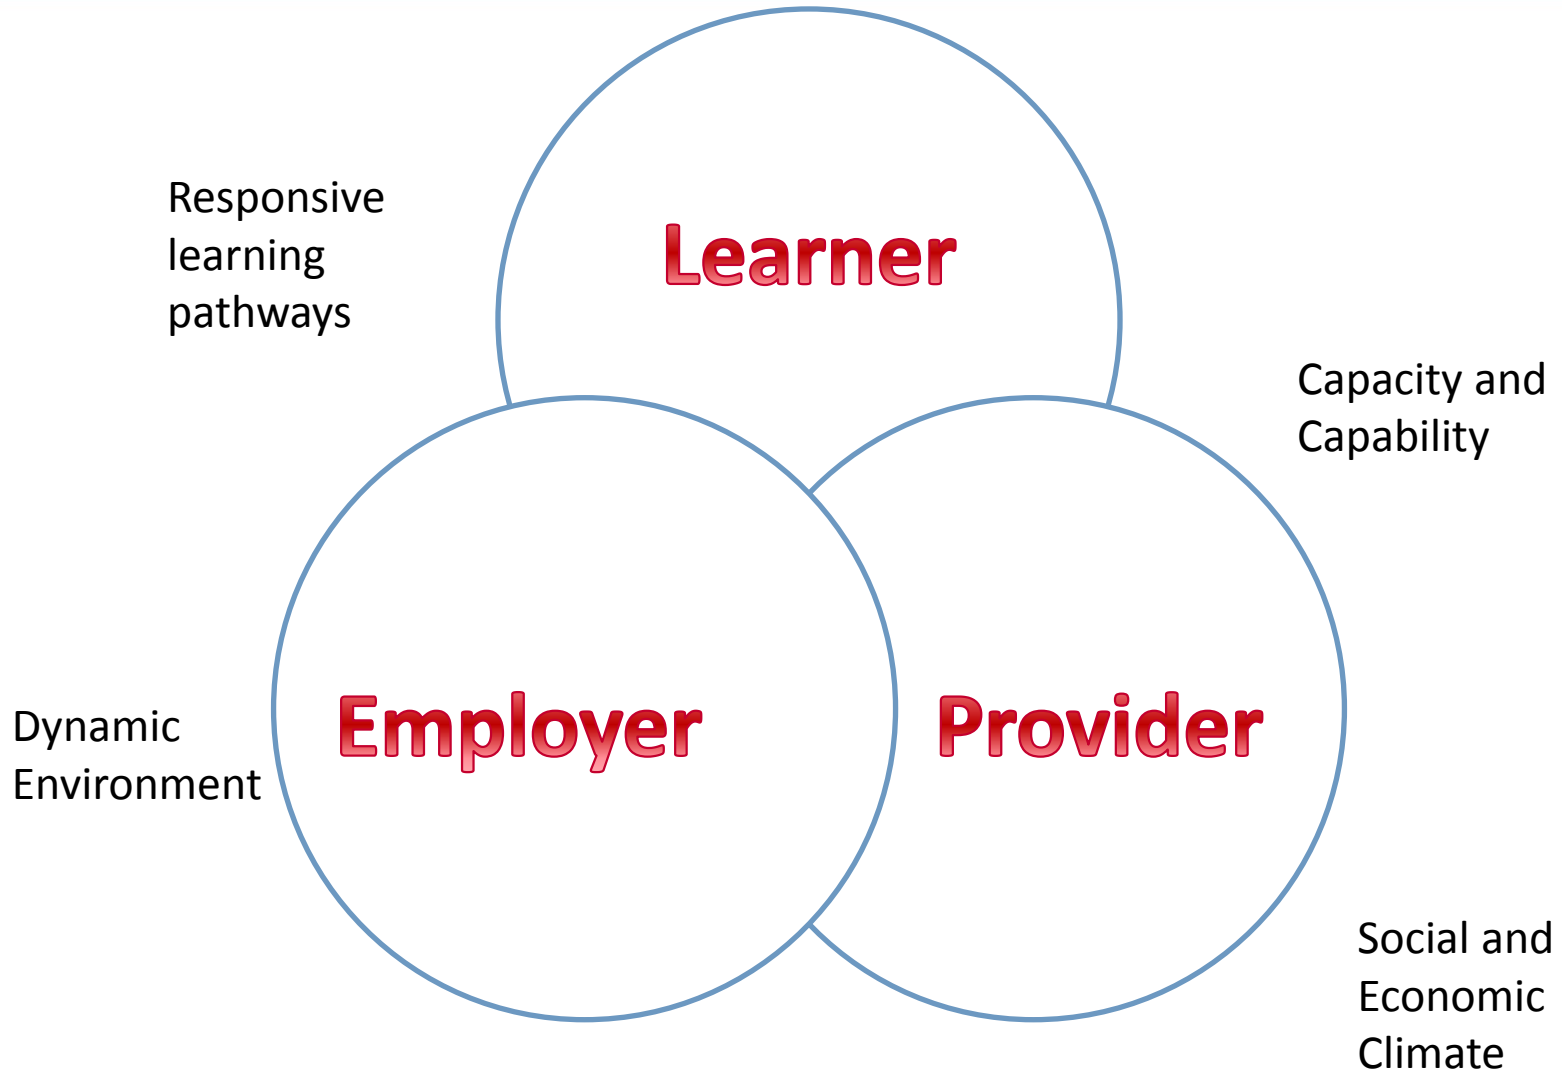 Responsive
learning
pathways
Learner
Capacity and
Capability
Employer
Provider
Dynamic
Environment
Social and
Economic
Climate